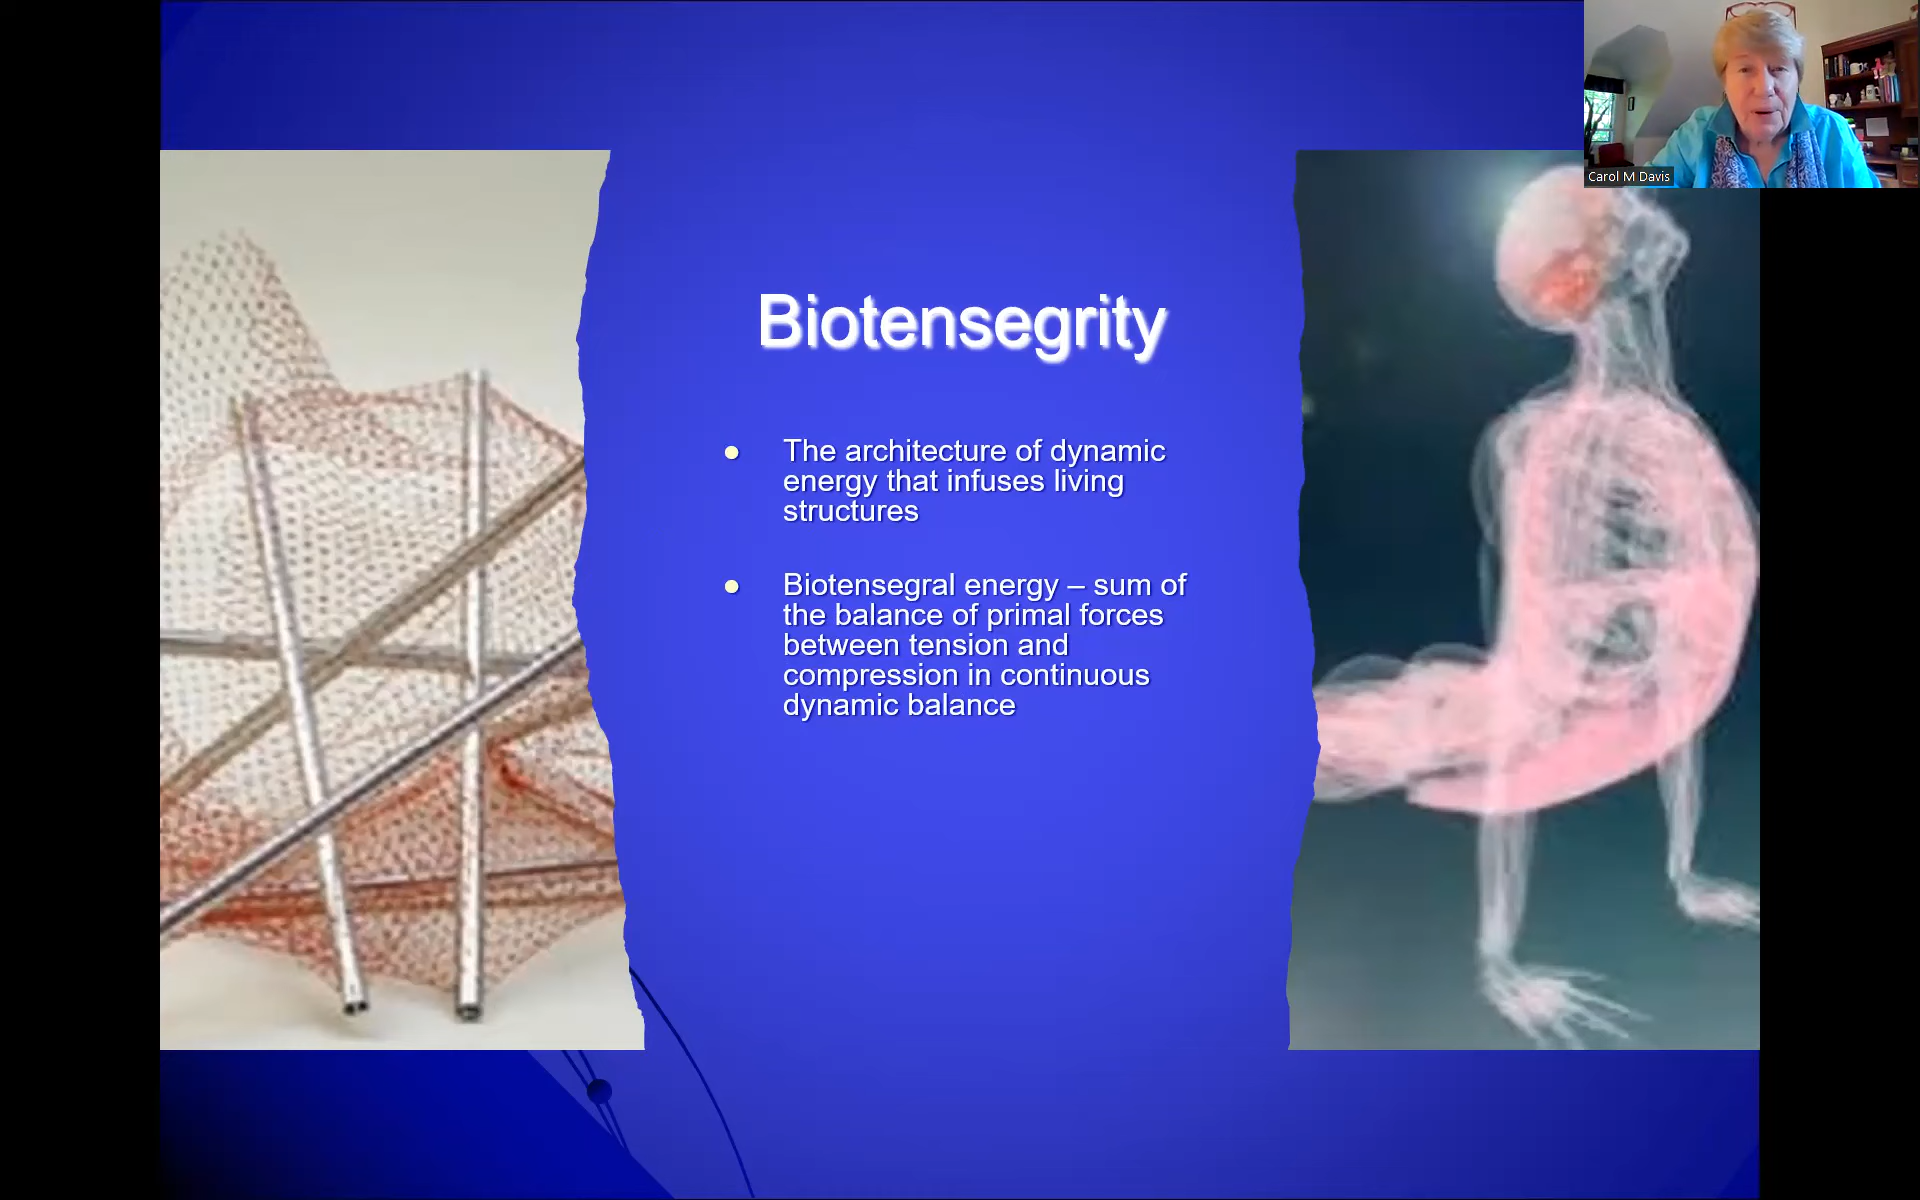 Carol M Davis
Biotensegrity
The architecture of dynamic
energy that infuses living
structures
Biotensegral energy – sum of
the balance of primal forces
between tension and
compression in continuous
dynamic balance